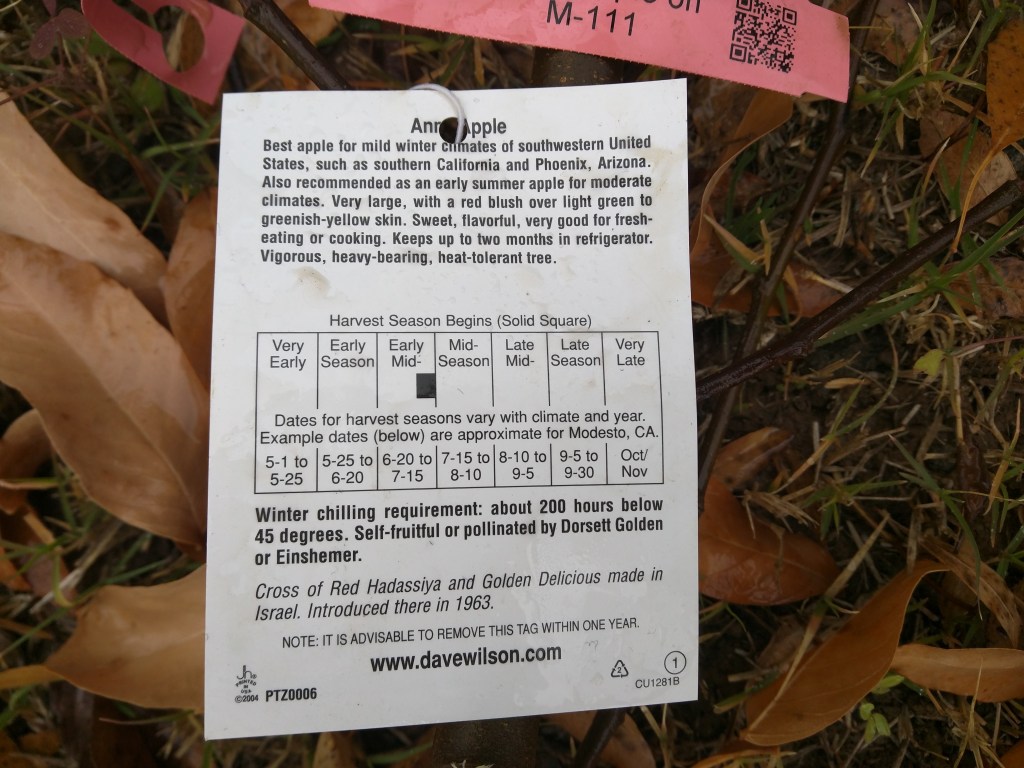 on
M-111
Anna Apple
Best apple for mild winter climates of southwestern United
States, such as southern California and Phoenix, Arizona.
Also recommended as an early summer apple for moderate
climates. Very large, with a red blush over light green to
greenish-yellow skin. Sweet, flavorful, very good for fresh-
eating or cooking. Keeps up to two months in refrigerator.
Vigorous, heavy-bearing, heat-tolerant tree.
Harvest Season Begins (Solid Square)
Very Early Early Mid- Late Late Very
Early Season Mid- Season Mid- Season Late
Dates for harvest seasons vary with climate and year.
Example dates (below) are approximate for Modesto, CA.
5-1 to 5-25 to 6-20 to 7-15 to 8-10 to 9-5 to Oct/
5-25 6-20 7-15 8-10 9-5 9-30 Nov
Winter chilling requirement: about 200 hours below
45 degrees. Self-fruitful or pollinated by Dorsett Golden
or Einshemer.
Cross of Red Hadassiya and Golden Delicious made in
Israel. Introduced there in 1963.
NOTE: IT IS ADVISABLE TO REMOVE THIS TAG WITHIN ONE YEAR.
www.davewilson.com
jh®
PRINTED
IN
U.S.A.
©2004 PTZ0006
2
1
CU1281B